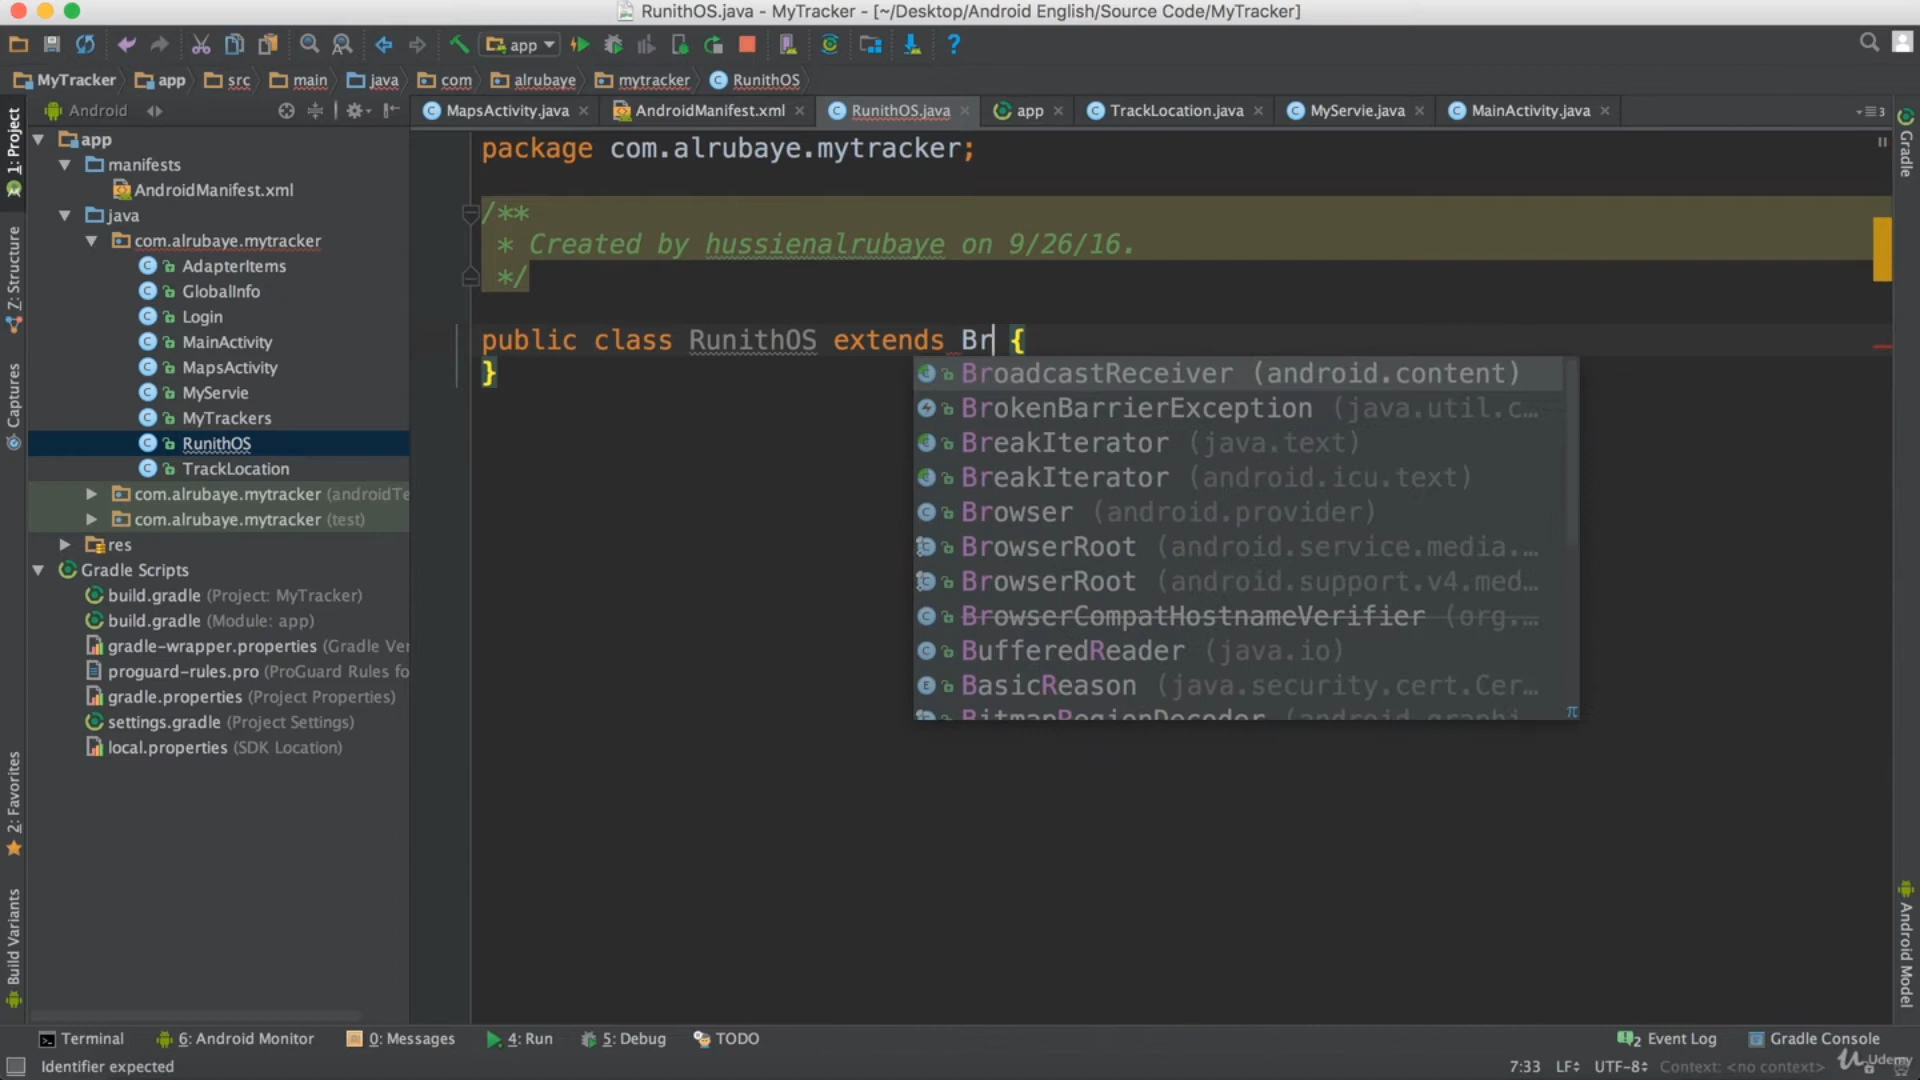 RunithOS.java - MyTracker - [~/Desktop/Android English/Source Code/MyTracker]
app
MyTracker app src main java com alrubaye mytracker RunithOS
Android
MapsActivity.java AndroidManifest.xml RunithOS.java app TrackLocation.java MyServie.java MainActivity.java
3
1: Project
Z: Structure
Captures
2: Favorites
Build Variants
app
manifests
AndroidManifest.xml
java
com.alrubaye.mytracker
AdapterItems
GlobalInfo
Login
MainActivity
MapsActivity
MyServie
MyTrackers
RunithOS
TrackLocation
com.alrubaye.mytracker (androidTe
com.alrubaye.mytracker (test)
res
Gradle Scripts
build.gradle (Project: MyTracker)
build.gradle (Module: app)
gradle-wrapper.properties (Gradle Ver
proguard-rules.pro (ProGuard Rules fo
gradle.properties (Project Properties)
settings.gradle (Project Settings)
local.properties (SDK Location)
package com.alrubaye.mytracker;
/**
* Created by hussienalrubaye on 9/26/16.
*/
public class RunithOS extends Br {
}
BroadcastReceiver (android.content)
BrokenBarrierException (java.util.c…
BreakIterator (java.text)
BreakIterator (android.icu.text)
Browser (android.provider)
BrowserRoot (android.service.media.…
BrowserRoot (android.support.v4.med…
BrowserCompatHostnameVerifier (org.…
BufferedReader (java.io)
BasicReason (java.security.cert.Cer…
BitmapRegionDecoder (android.graphi
π
Gradle
Android Model
Terminal 6: Android Monitor 0: Messages 4: Run 5: Debug TODO 2 Event Log Gradle Console
Identifier expected 7:33 LF÷ UTF-8÷ Context: <no context>
Udemy